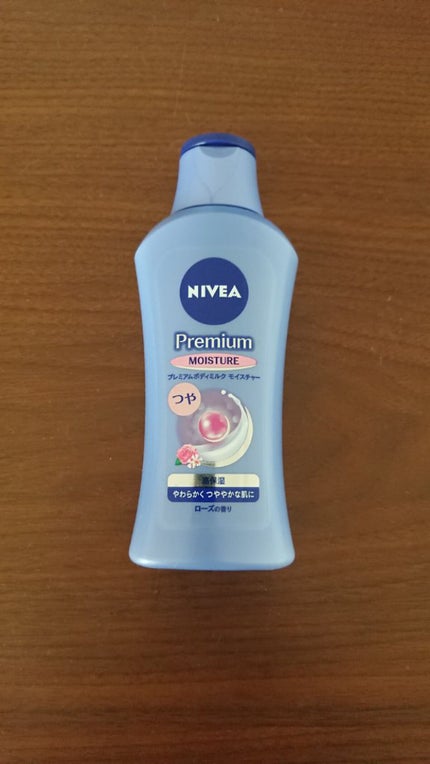 NIVEA
Premium
MOISTURE
プレミアムボディミルク モイスチャー
つや
高保湿
やわらかくつややかな肌に
ローズの香り